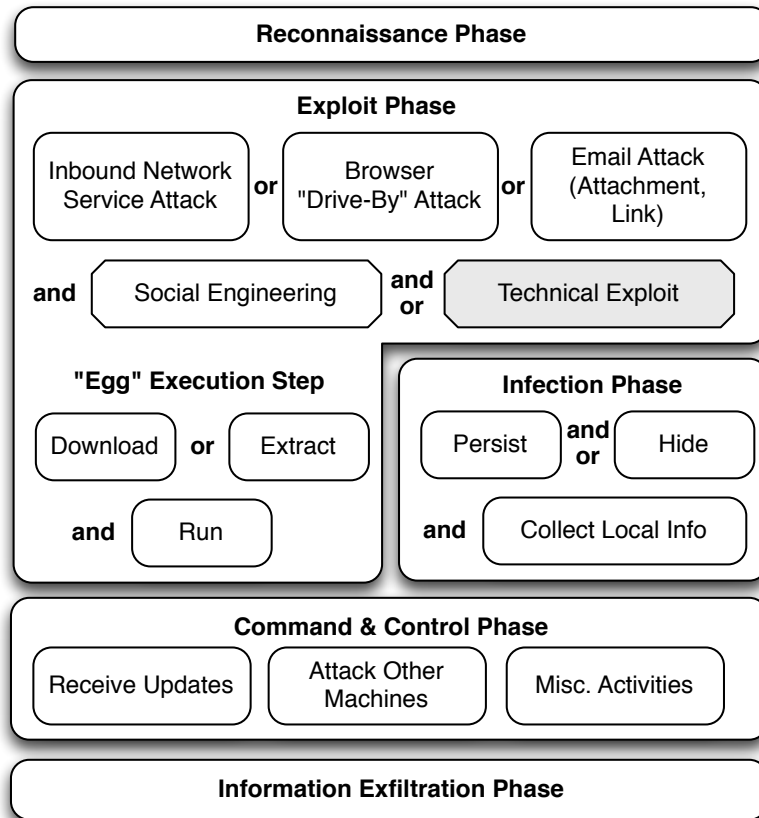 Reconnaissance Phase
Exploit Phase
Inbound Network
Service Attack
or
Browser
"Drive-By" Attack
or
Email Attack
(Attachment,
Link)
and
Social Engineering
and
or
Technical Exploit
"Egg" Execution Step
Download
or
Extract
and
Run
Infection Phase
Persist
and
or
Hide
and
Collect Local Info
Command & Control Phase
Receive Updates
Attack Other
Machines
Misc. Activities
Information Exfiltration Phase